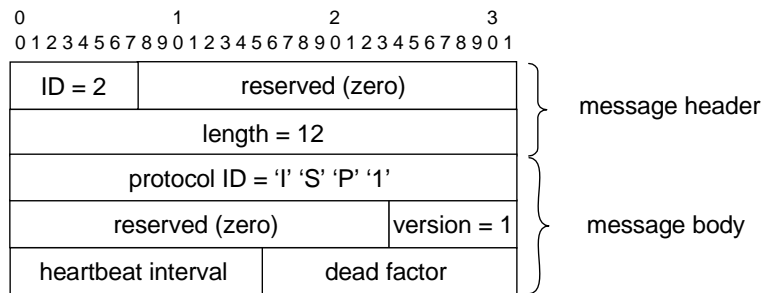 0 1 2 3
0 1 2 3 4 5 6 7 8 9 0 1 2 3 4 5 6 7 8 9 0 1 2 3 4 5 6 7 8 9 0 1
ID = 2 reserved (zero)
message header
length = 12
protocol ID = ‘I’ ‘S’ ‘P’ ‘1’
reserved (zero) version = 1 message body
heartbeat interval dead factor